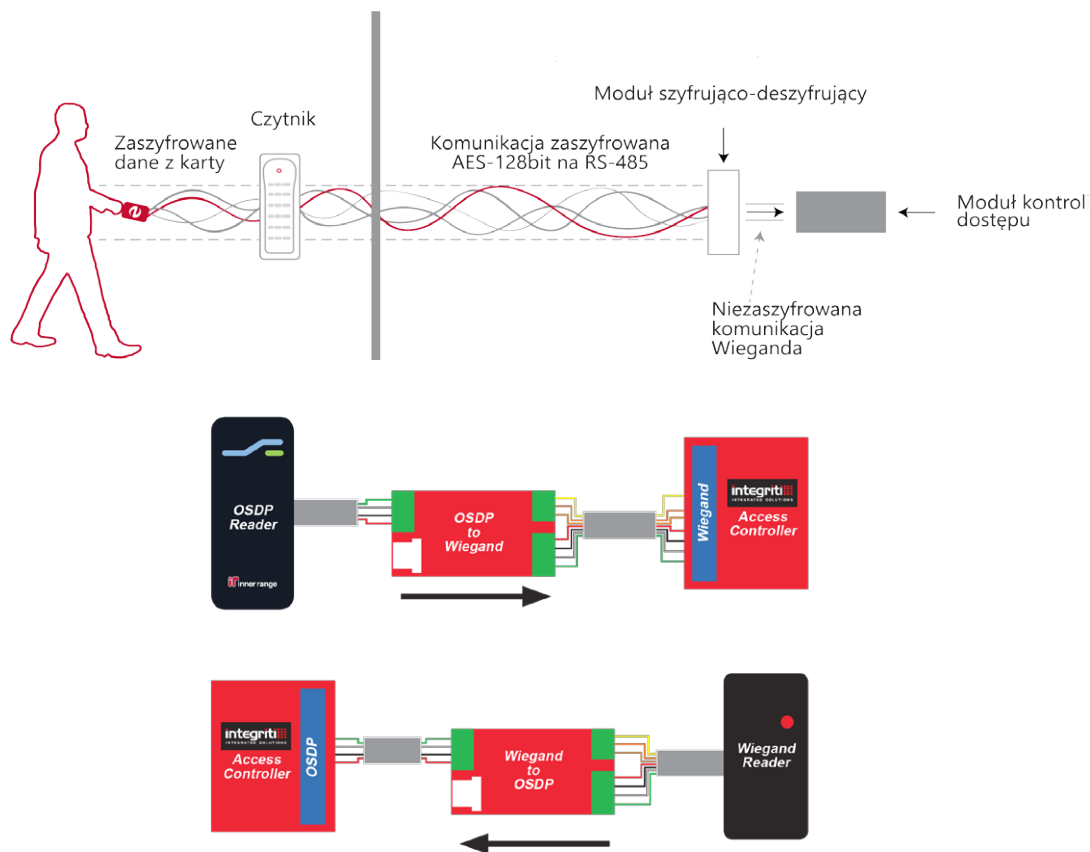 Moduł szyfrująco-deszyfrujący
Czytnik
Zaszyfrowane
dane z karty
Komunikacja zaszyfrowana
AES-128bit na RS-485
Moduł kontroli
dostępu
Niezaszyfrowana
komunikacja
Wieganda
OSDP
Reader
inner range
OSDP
to
Wiegand
Wiegand
integriti
INTEGRATED SOLUTIONS
Access
Controller
integriti
INTEGRATED SOLUTIONS
Access
Controller
OSDP
Wiegand
to
OSDP
Wiegand
Reader